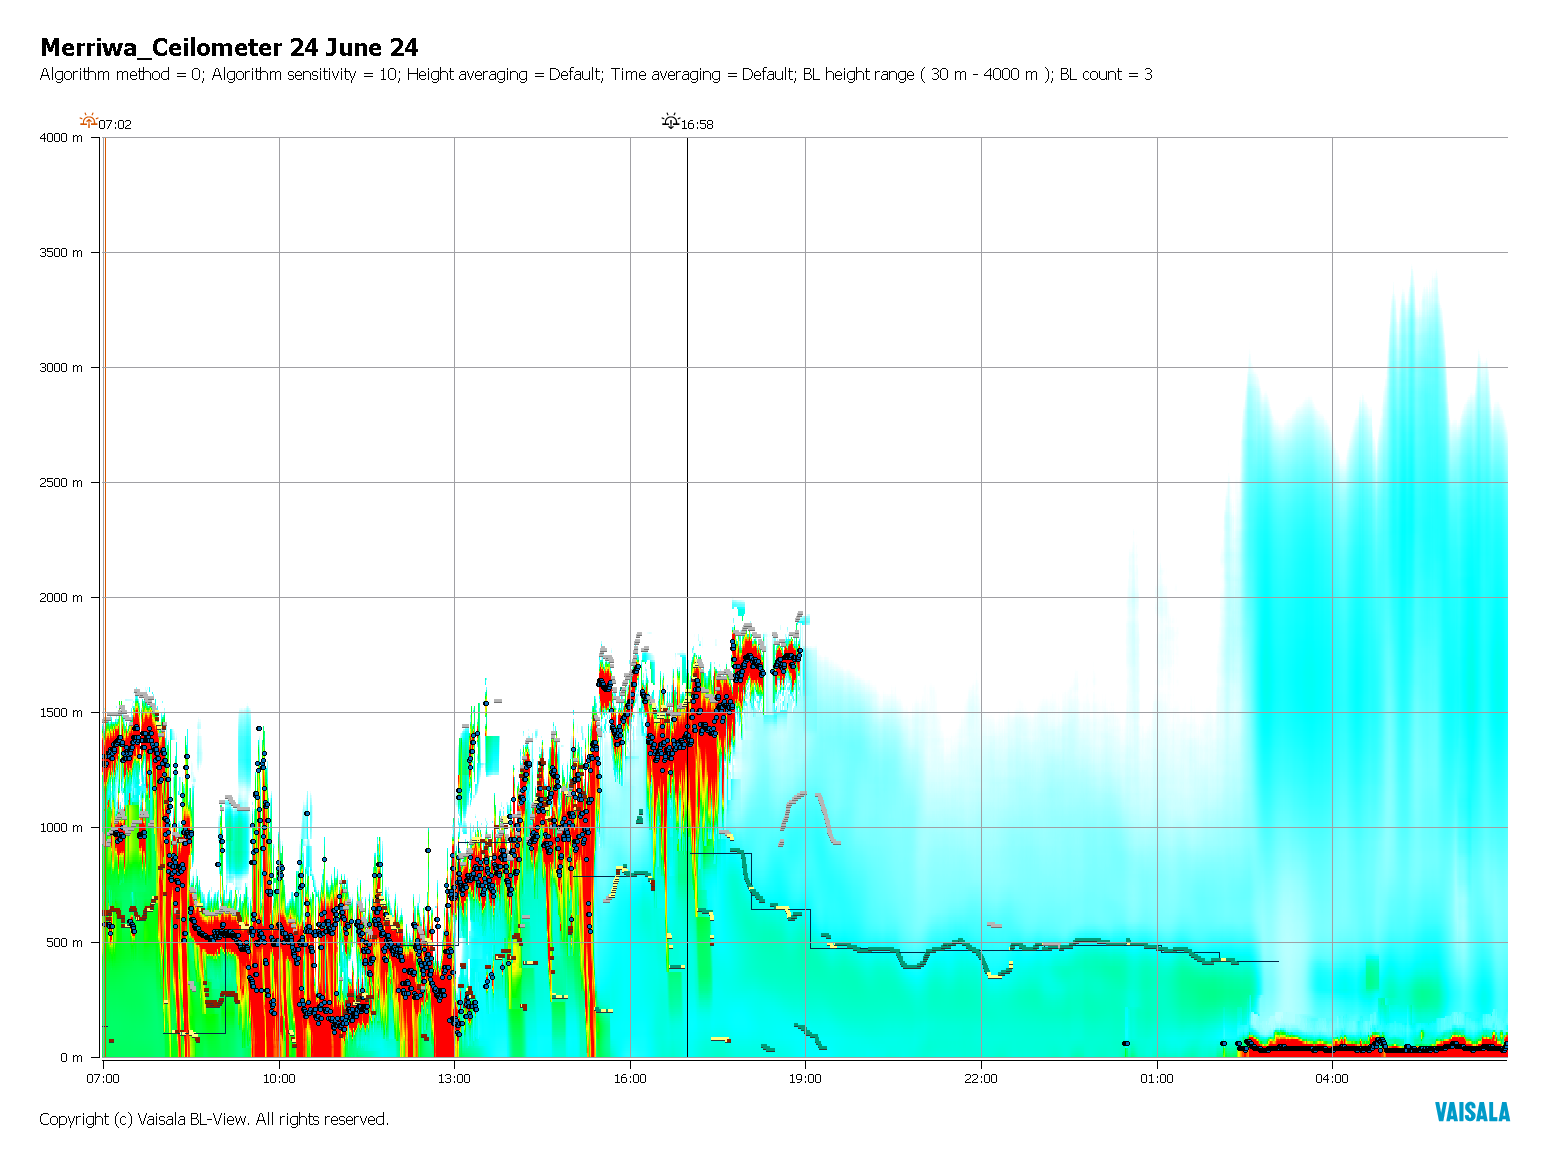 Merriwa_Ceilometer 24 June 24
Algorithm method = 0; Algorithm sensitivity = 10; Height averaging = Default; Time averaging = Default; BL height range ( 30 m - 4000 m ); BL count = 3
07:02
16:58
4000 m
3500 m
3000 m
2500 m
2000 m
1500 m
1000 m
500 m
0 m
07:00
10:00
13:00
16:00
19:00
22:00
01:00
04:00
Copyright (c) Vaisala BL-View. All rights reserved.
VAISALA